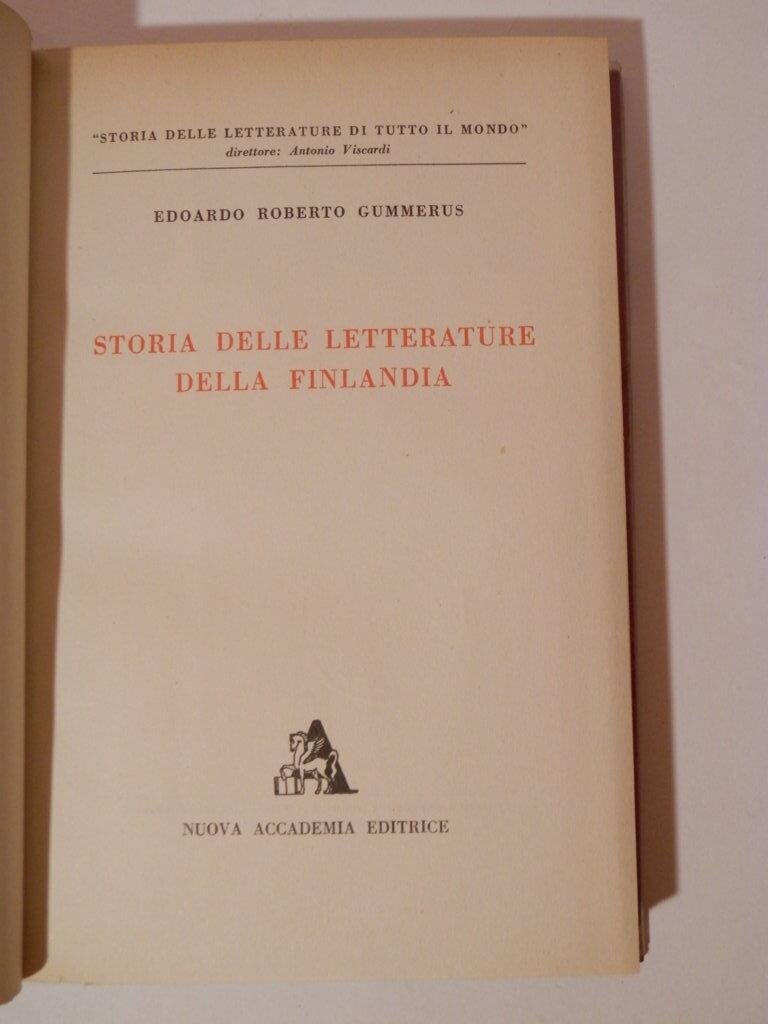 "STORIA DELLE LETTERATURE DI TUTTO IL MONDO"
direttore: Antonio Viscardi
EDOARDO ROBERTO GUMMERUS
STORIA DELLE LETTERATURE
DELLA FINLANDIA
A
NUOVA ACCADEMIA EDITRICE